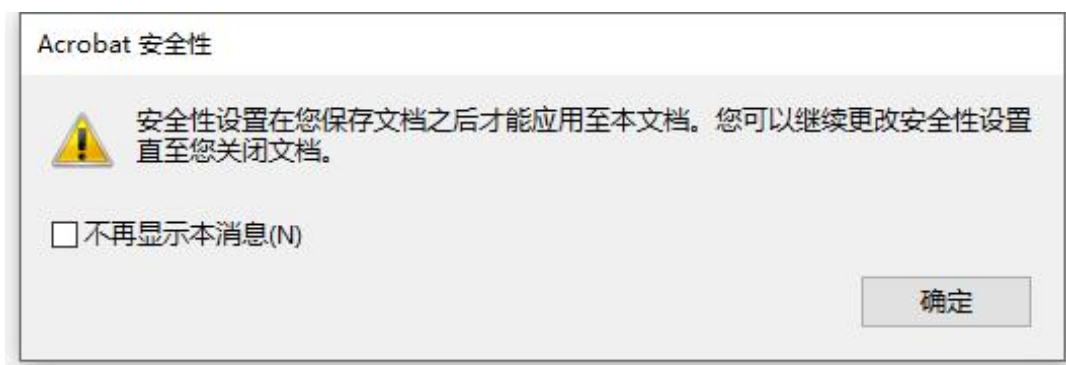 Acrobat 安全性
安全性设置在您保存文档之后才能应用至本文档。您可以继续更改安全性设置
直至您关闭文档。
不再显示本消息(N)
确定